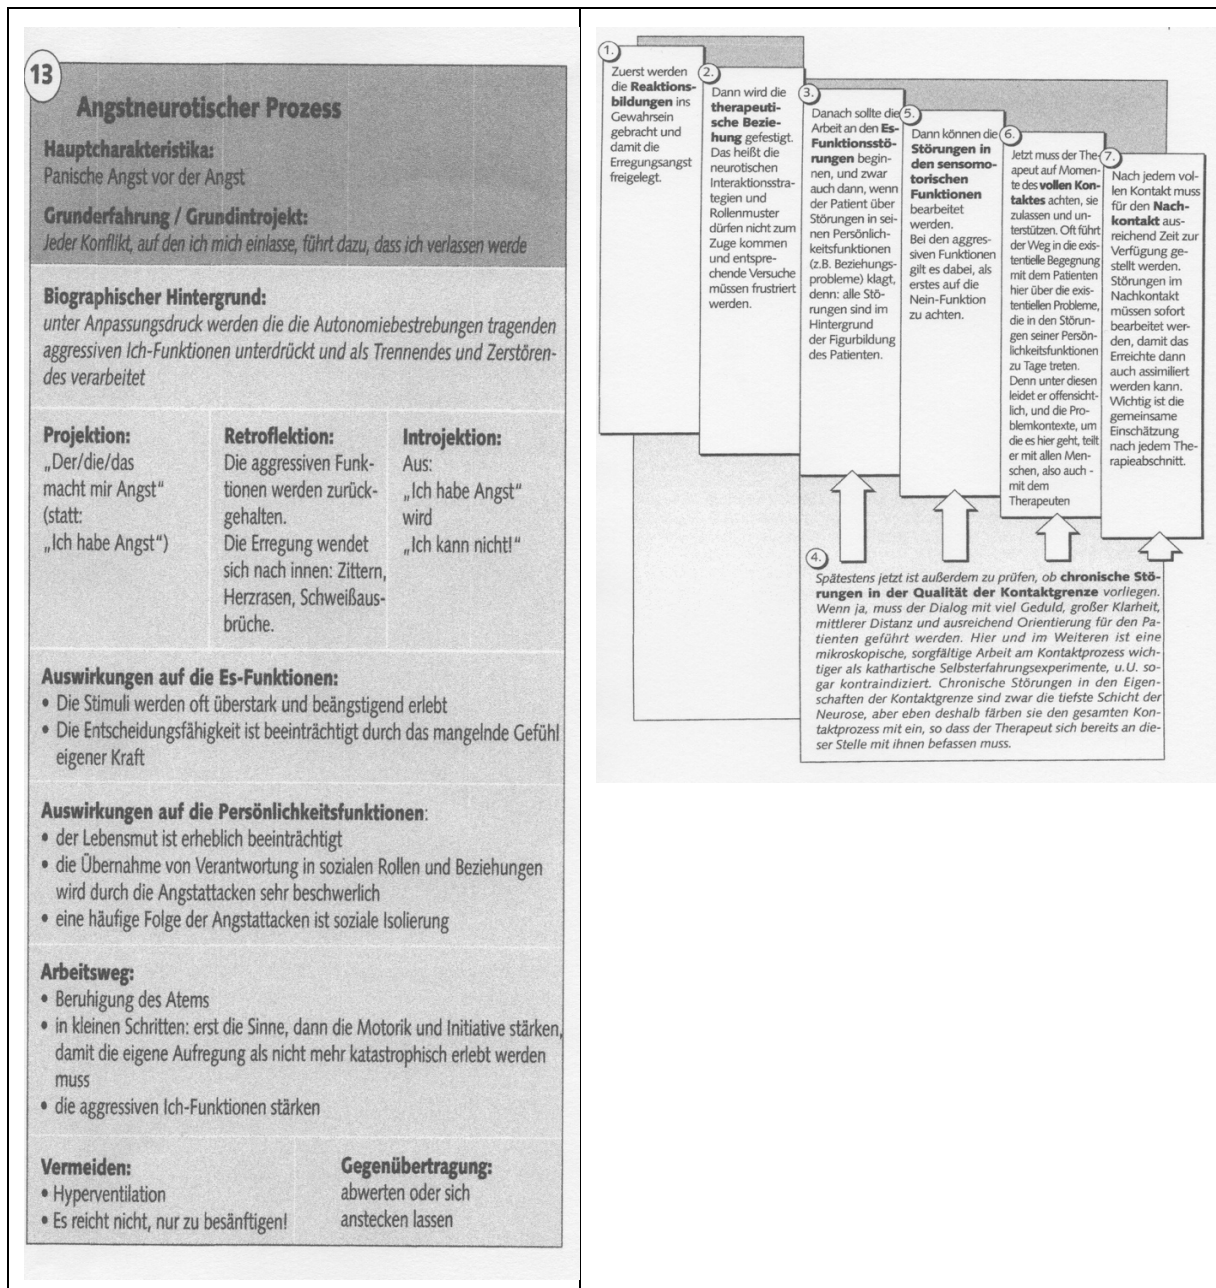 13
Angstneurotischer Prozess
Hauptcharakteristika:
Panische Angst vor der Angst
Grunderfahrung / Grundintrojekt:
Jeder Konflikt, auf den ich mich einlasse, führt dazu, dass ich verlassen werde
Biographischer Hintergrund:
unter Anpassungsdruck werden die die Autonomiebestrebungen tragenden
aggressiven Ich-Funktionen unterdrückt und als Trennendes und Zerstören-
des verarbeitet
Projektion:
„Der/die/das
macht mir Angst"
(statt:
„Ich habe Angst")
Retroflektion:
Die aggressiven Funk-
tionen werden zurück-
gehalten.
Die Erregung wendet
sich nach innen: Zittern,
Herzrasen, Schweißaus-
brüche.
Introjektion:
Aus:
„Ich habe Angst"
wird
„Ich kann nicht!"
Auswirkungen auf die Es-Funktionen:
• Die Stimuli werden oft überstark und beängstigend erlebt
• Die Entscheidungsfähigkeit ist beeinträchtigt durch das mangelnde Gefühl
eigener Kraft
Auswirkungen auf die Persönlichkeitsfunktionen:
• der Lebensmut ist erheblich beeinträchtigt
• die Übernahme von Verantwortung in sozialen Rollen und Beziehungen
wird durch die Angstattacken sehr beschwerlich
• eine häufige Folge der Angstattacken ist soziale Isolierung
Arbeitsweg:
• Beruhigung des Atems
• in kleinen Schritten: erst die Sinne, dann die Motorik und Initiative stärken,
damit die eigene Aufregung als nicht mehr katastrophisch erlebt werden
muss
• die aggressiven Ich-Funktionen stärken
Vermeiden:
• Hyperventilation
• Es reicht nicht, nur zu besänftigen!
Gegenübertragung:
abwerten oder sich
anstecken lassen
1.
Zuerst werden
die Reaktions-
bildungen ins
Gewahrsein
gebracht und
damit die
Erregungsangst
freigelegt.
2.
Dann wird die
therapeuti-
sche Bezie-
hung gefestigt.
Das heißt die
neurotischen
Interaktionsstra-
tegien und
Rollenmuster
dürfen nicht zum
Zuge kommen
und entspre-
chende Versuche
müssen frustriert
werden.
3.
Danach sollte die
Arbeit an den Es-
Funktionsstö-
rungen begin-
nen, und zwar
auch dann, wenn
der Patient über
Störungen in sei-
nen Persönlich-
keitsfunktionen
(z.B. Beziehungs-
probleme) klagt,
denn: alle Stö-
rungen sind im
Hintergrund
der Figurbildung
des Patienten.
5.
Dann können die
Störungen in
den sensomo-
torischen
Funktionen
bearbeitet
werden.
Bei den aggres-
siven Funktionen
gilt es dabei, als
erstes auf die
Nein-Funktion
zu achten.
6.
Jetzt muss der The-
apeut auf Momen-
te des vollen Kon-
taktes achten, sie
zulassen und un-
terstützen. Oft führt
der Weg in die exis-
tentielle Begegnung
mit dem Patienten
hier über die exis-
tentiellen Probleme,
die in den Störun-
gen seiner Persön-
lichkeitsfunktionen
zu Tage treten.
Denn unter diesen
leidet er offensicht-
lich, und die Pro-
blemkontexte, um
die es hier geht, teilt
er mit allen Men-
schen, also auch -
mit dem
Therapeuten
7.
Nach jedem vol-
len Kontakt muss
für den Nach-
kontakt aus-
reichend Zeit zur
Verfügung ge-
stellt werden.
Störungen im
Nachkontakt
müssen sofort
bearbeitet wer-
den, damit das
Erreichte dann
auch assimiliert
werden kann.
Wichtig ist die
gemeinsame
Einschätzung
nach jedem The-
rapieabschnitt.
4.
Spätestens jetzt ist außerdem zu prüfen, ob chronische Stö-
rungen in der Qualität der Kontaktgrenze vorliegen.
Wenn ja, muss der Dialog mit viel Geduld, großer Klarheit,
mittlerer Distanz und ausreichend Orientierung für den Pa-
tienten geführt werden. Hier und im Weiteren ist eine
mikroskopische, sorgfältige Arbeit am Kontaktprozess wich-
tiger als kathartische Selbsterfahrungsexperimente, u.U. so-
gar kontraindiziert. Chronische Störungen in den Eigen-
schaften der Kontaktgrenze sind zwar die tiefste Schicht der
Neurose, aber eben deshalb färben sie den gesamten Kon-
taktprozess mit ein, so dass der Therapeut sich bereits an die-
ser Stelle mit ihnen befassen muss.